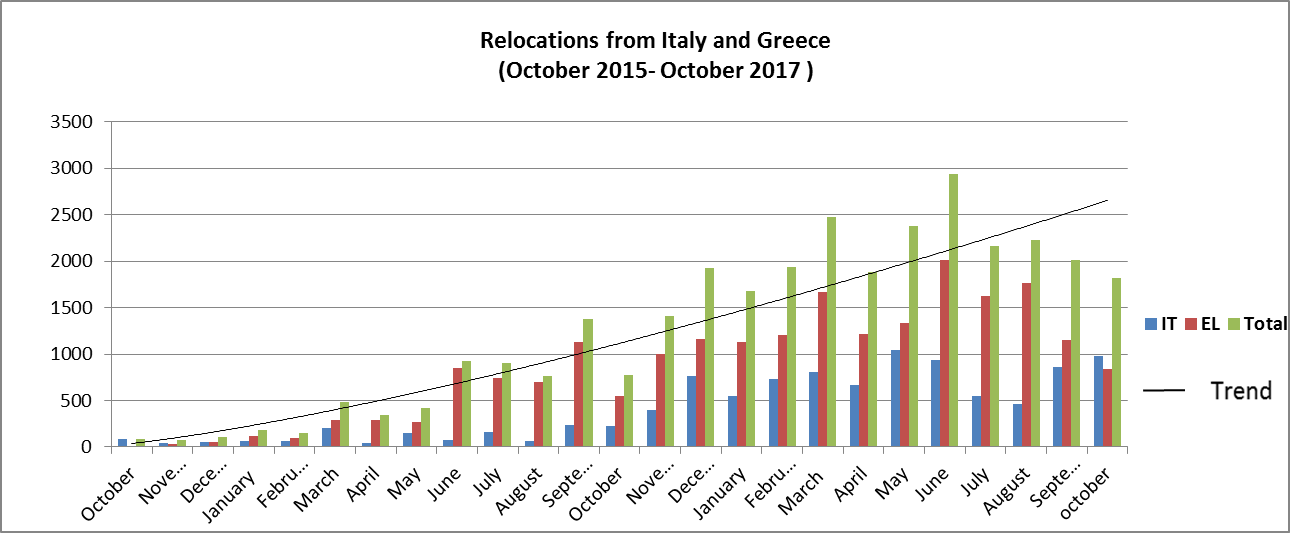 Relocations from Italy and Greece
(October 2015- October 2017 )
3500
3000
2500
2000
1500
1000
500
0
IT EL Total
Trend
October
Nove...
Dece...
January
Febru...
March
April
May
June
July
August
Septe...
October
Nove...
Dece...
January
Febru...
March
April
May
June
July
August
Septe...
october